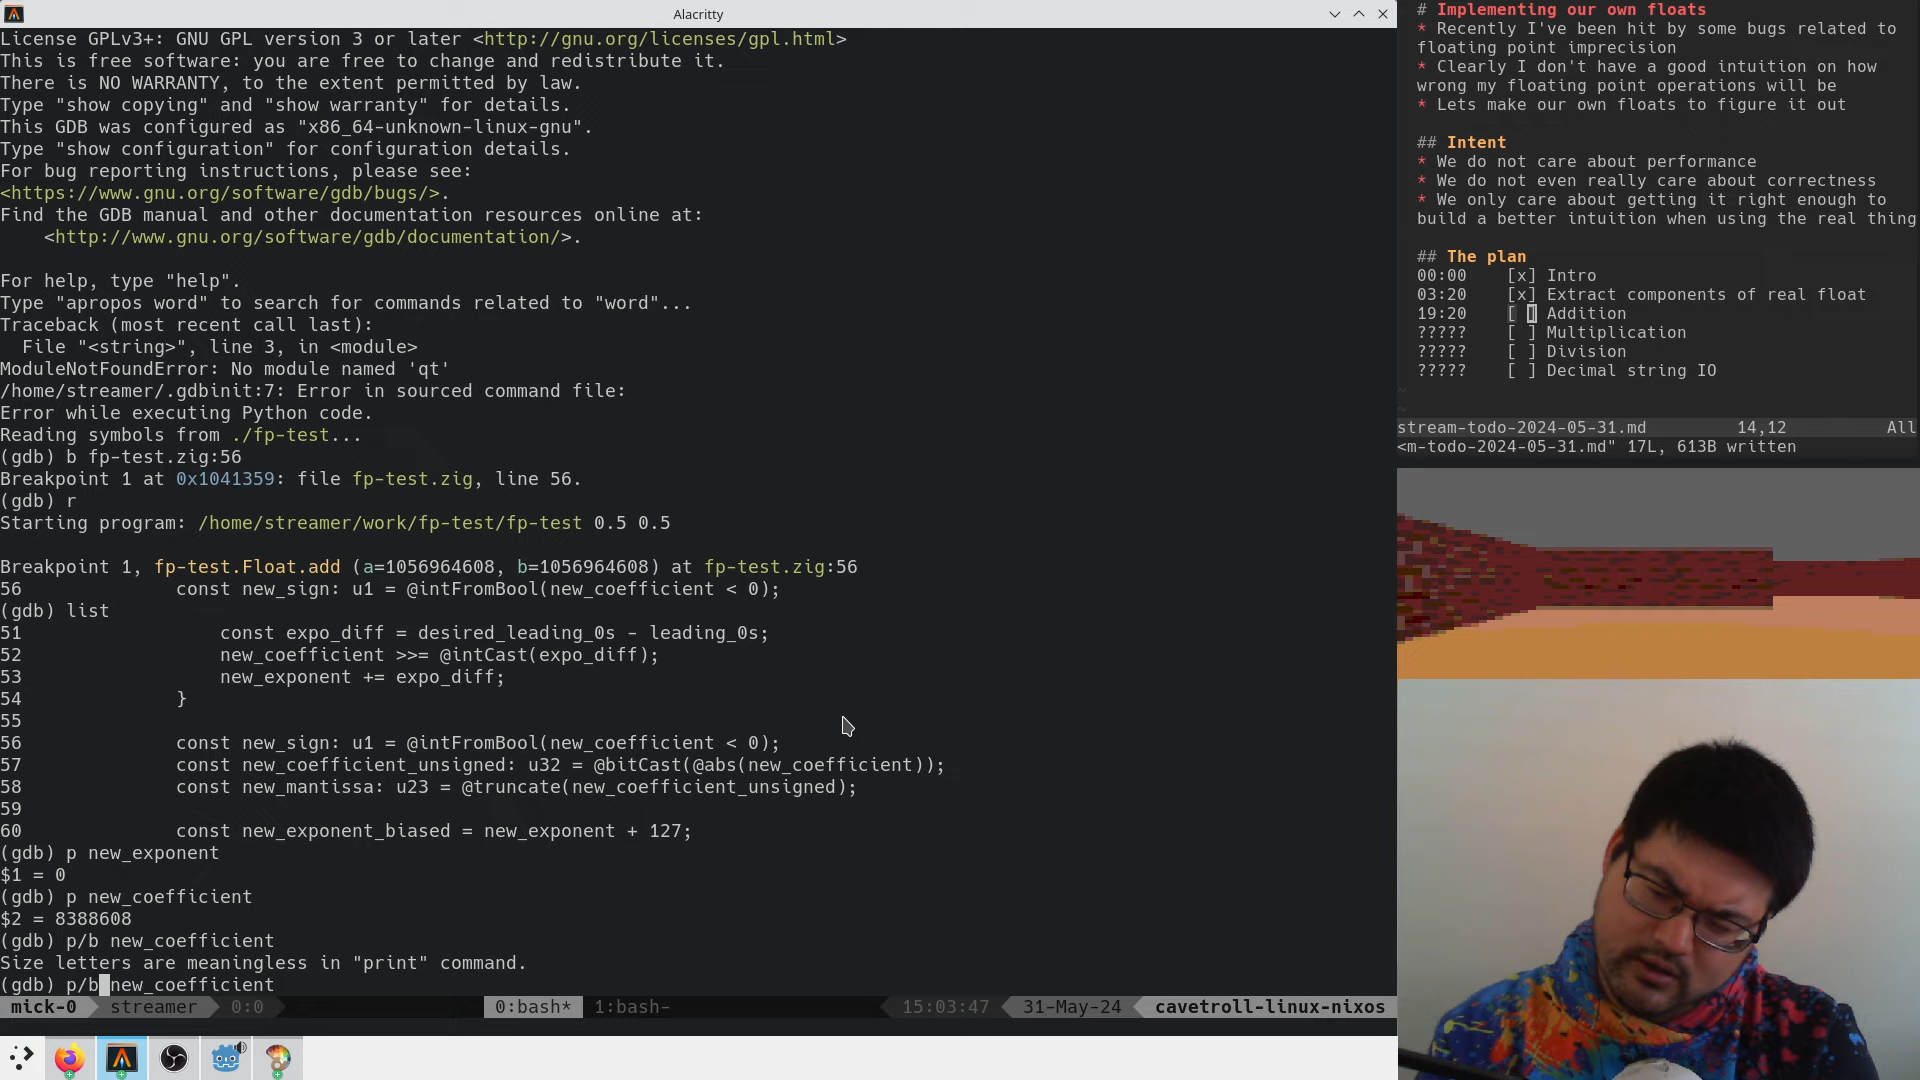 Alacritty
License GPLv3+: GNU GPL version 3 or later <http://gnu.org/licenses/gpl.html>
This is free software: you are free to change and redistribute it.
There is NO WARRANTY, to the extent permitted by law.
Type "show copying" and "show warranty" for details.
This GDB was configured as "x86_64-unknown-linux-gnu".
Type "show configuration" for configuration details.
For bug reporting instructions, please see:
<https://www.gnu.org/software/gdb/bugs/>.
Find the GDB manual and other documentation resources online at:
    <http://www.gnu.org/software/gdb/documentation/>.

For help, type "help".
Type "apropos word" to search for commands related to "word"...
Traceback (most recent call last):
  File "<string>", line 3, in <module>
ModuleNotFoundError: No module named 'qt'
/home/streamer/.gdbinit:7: Error in sourced command file:
Error while executing Python code.
Reading symbols from ./fp-test...
(gdb) b fp-test.zig:56
Breakpoint 1 at 0x1041359: file fp-test.zig, line 56.
(gdb) r
Starting program: /home/streamer/work/fp-test/fp-test 0.5 0.5

Breakpoint 1, fp-test.Float.add (a=1056964608, b=1056964608) at fp-test.zig:56
56              const new_sign: u1 = @intFromBool(new_coefficient < 0);
(gdb) list
51                  const expo_diff = desired_leading_0s - leading_0s;
52                  new_coefficient >>= @intCast(expo_diff);
53                  new_exponent += expo_diff;
54              }
55
56              const new_sign: u1 = @intFromBool(new_coefficient < 0);
57              const new_coefficient_unsigned: u32 = @bitCast(@abs(new_coefficient));
58              const new_mantissa: u23 = @truncate(new_coefficient_unsigned);
59
60              const new_exponent_biased = new_exponent + 127;
(gdb) p new_exponent
$1 = 0
(gdb) p new_coefficient
$2 = 8388608
(gdb) p/b new_coefficient
Size letters are meaningless in "print" command.
(gdb) p/b new_coefficient
mick-0 streamer 0:0 0:bash* 1:bash- 15:03:47 31-May-24 cavetroll-linux-nixos
# Implementing our own floats
* Recently I've been hit by some bugs related to
floating point imprecision
* Clearly I don't have a good intuition on how
wrong my floating point operations will be
* Lets make our own floats to figure it out

## Intent
* We do not care about performance
* We do not even really care about correctness
* We only care about getting it right enough to
build a better intuition when using the real thing

## The plan
00:00    [x] Intro
03:20    [x] Extract components of real float
19:20    [ ] Addition
?????    [ ] Multiplication
?????    [ ] Division
?????    [ ] Decimal string IO
~
~
stream-todo-2024-05-31.md 14,12 All
<m-todo-2024-05-31.md" 17L, 613B written